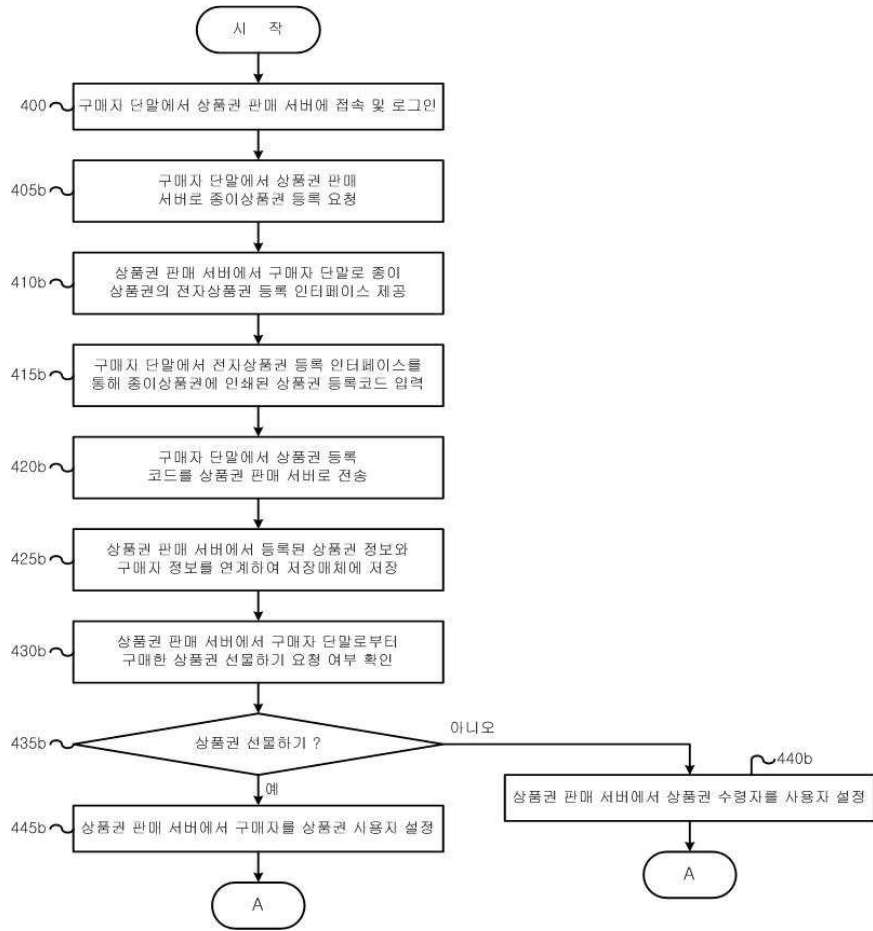 시 작
400
구매자 단말에서 상품권 판매 서버에 접속 및 로그인
405b
구매자 단말에서 상품권 판매
서버로 종이상품권 등록 요청
410b
상품권 판매 서버에서 구매자 단말로 종이
상품권의 전자상품권 등록 인터페이스 제공
415b
구매자 단말에서 전자상품권 등록 인터페이스를
통해 종이상품권에 인쇄된 상품권 등록코드 입력
420b
구매자 단말에서 상품권 등록
코드를 상품권 판매 서버로 전송
425b
상품권 판매 서버에서 등록된 상품권 정보와
구매자 정보를 연계하여 저장매체에 저장
430b
상품권 판매 서버에서 구매자 단말로부터
구매한 상품권 선물하기 요청 여부 확인
435b
상품권 선물하기 ?
아니오
440b
상품권 판매 서버에서 상품권 수령자를 사용자 설정
예
445b
상품권 판매 서버에서 구매자를 상품권 사용자 설정
A
A